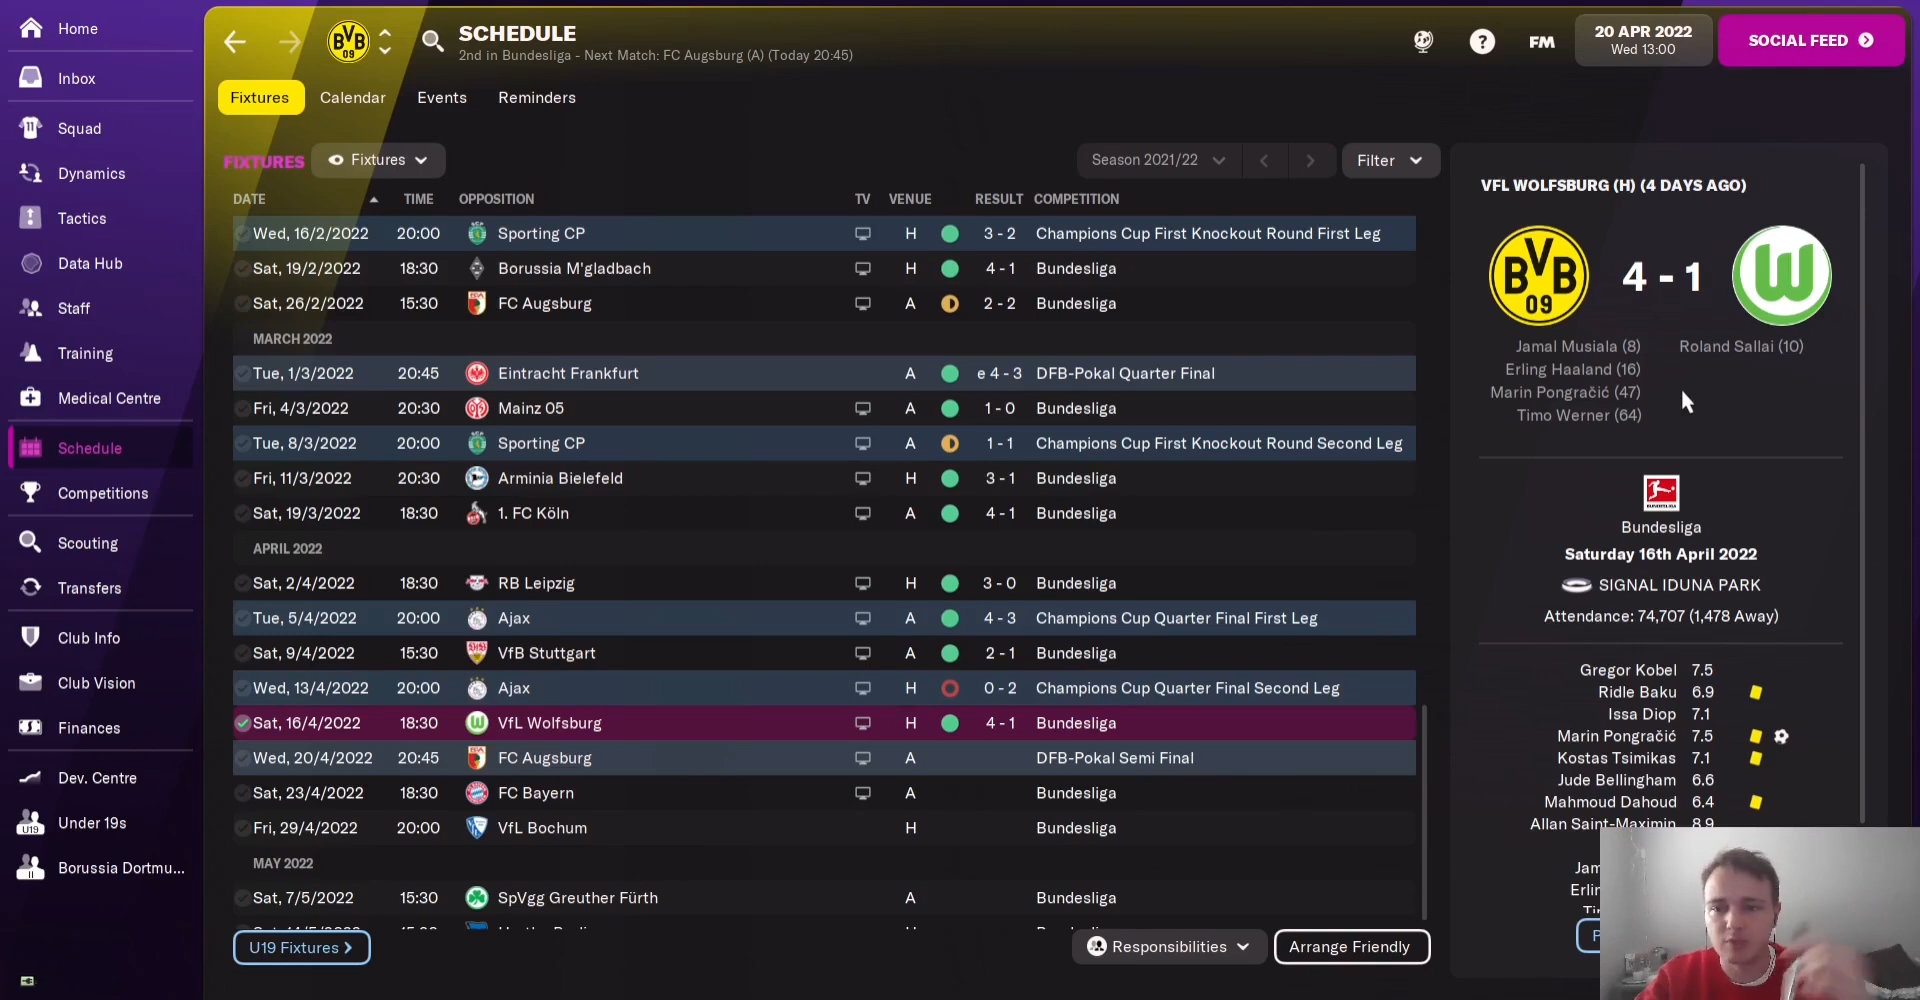 Home
Inbox
Squad
Dynamics
Tactics
Data Hub
Staff
Training
Medical Centre
Schedule
Competitions
Scouting
Transfers
Club Info
Club Vision
Finances
Dev. Centre
U19 Under 19s
II Borussia Dortmu...
BVB 09
SCHEDULE
2nd in Bundesliga - Next Match: FC Augsburg (A) (Today 20:45)
? FM
20 APR 2022
Wed 13:00
SOCIAL FEED
Fixtures Calendar Events Reminders
FIXTURES Fixtures Season 2021/22 Filter
DATE TIME OPPOSITION TV VENUE RESULT COMPETITION
Wed, 16/2/2022 20:00 Sporting CP H 3 - 2 Champions Cup First Knockout Round First Leg
Sat, 19/2/2022 18:30 Borussia M'gladbach H 4 - 1 Bundesliga
Sat, 26/2/2022 15:30 FC Augsburg A 2 - 2 Bundesliga
MARCH 2022
Tue, 1/3/2022 20:45 Eintracht Frankfurt A e 4 - 3 DFB-Pokal Quarter Final
Fri, 4/3/2022 20:30 Mainz 05 A 1 - 0 Bundesliga
Tue, 8/3/2022 20:00 Sporting CP A 1 - 1 Champions Cup First Knockout Round Second Leg
Fri, 11/3/2022 20:30 Arminia Bielefeld H 3 - 1 Bundesliga
Sat, 19/3/2022 18:30 1. FC Köln A 4 - 1 Bundesliga
APRIL 2022
Sat, 2/4/2022 18:30 RB Leipzig H 3 - 0 Bundesliga
Tue, 5/4/2022 20:00 Ajax A 4 - 3 Champions Cup Quarter Final First Leg
Sat, 9/4/2022 15:30 VfB Stuttgart A 2 - 1 Bundesliga
Wed, 13/4/2022 20:00 Ajax H 0 - 2 Champions Cup Quarter Final Second Leg
Sat, 16/4/2022 18:30 VfL Wolfsburg H 4 - 1 Bundesliga
Wed, 20/4/2022 20:45 FC Augsburg A DFB-Pokal Semi Final
Sat, 23/4/2022 18:30 FC Bayern A Bundesliga
Fri, 29/4/2022 20:00 VfL Bochum H Bundesliga
MAY 2022
Sat, 7/5/2022 15:30 SpVgg Greuther Fürth A Bundesliga
U19 Fixtures Responsibilities Arrange Friendly
VFL WOLFSBURG (H) (4 DAYS AGO)
BVB 09 4 - 1 W
Jamal Musiala (8) Roland Sallai (10)
Erling Haaland (16)
Marin Pongračić (47)
Timo Werner (64)
Bundesliga
Saturday 16th April 2022
SIGNAL IDUNA PARK
Attendance: 74,707 (1,478 Away)
Gregor Kobel 7.5
Ridle Baku 6.9
Issa Diop 7.1
Marin Pongračić 7.5
Kostas Tsimikas 7.1
Jude Bellingham 6.6
Mahmoud Dahoud 6.4
Allan Saint-Maximin 8.9
Jam
Erlin